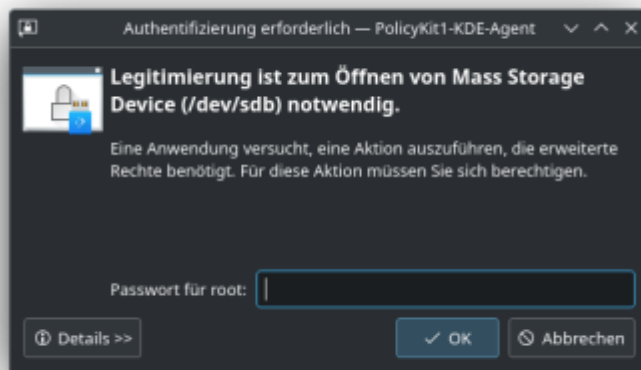 Authentifizierung erforderlich — PolicyKit1-KDE-Agent
Legitimierung ist zum Öffnen von Mass Storage
Device (/dev/sdb) notwendig.
Eine Anwendung versucht, eine Aktion auszuführen, die erweiterte
Rechte benötigt. Für diese Aktion müssen Sie sich berechtigen.
Passwort für root:
Details >>
OK
Abbrechen